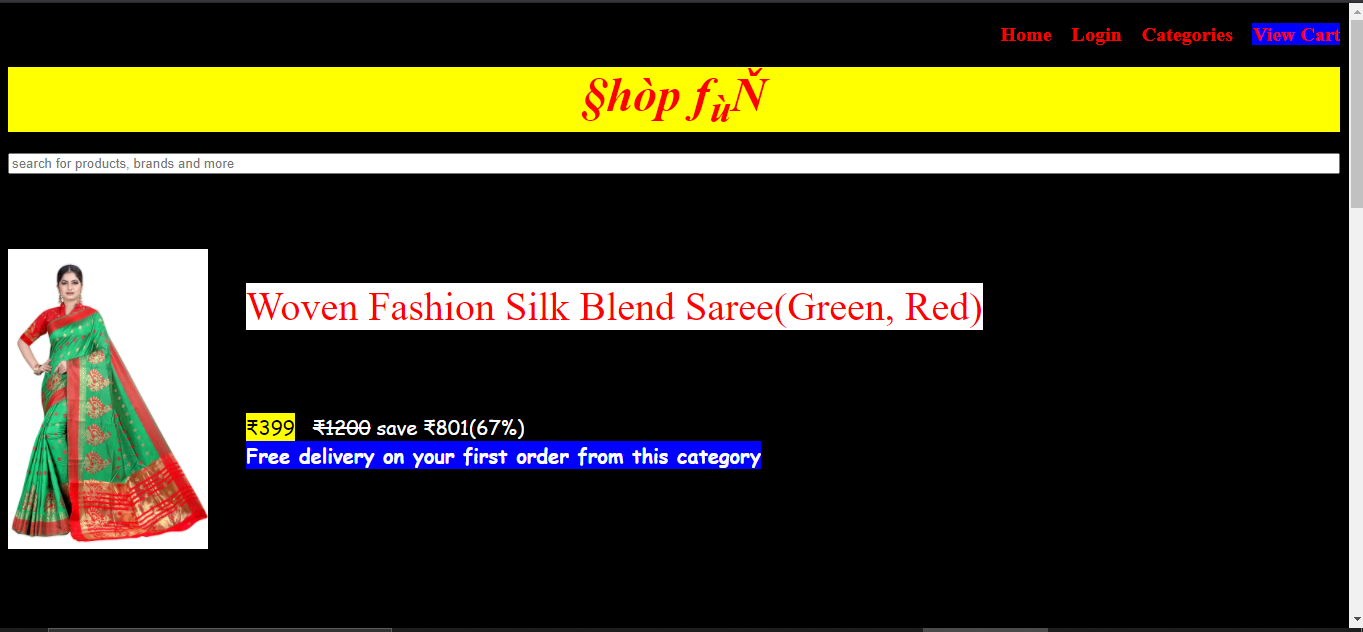 Home Login Categories View Cart
§hòp fùÑ̌
search for products, brands and more
Woven Fashion Silk Blend Saree(Green, Red)
₹399 ₹1200 save ₹801(67%)
Free delivery on your first order from this category